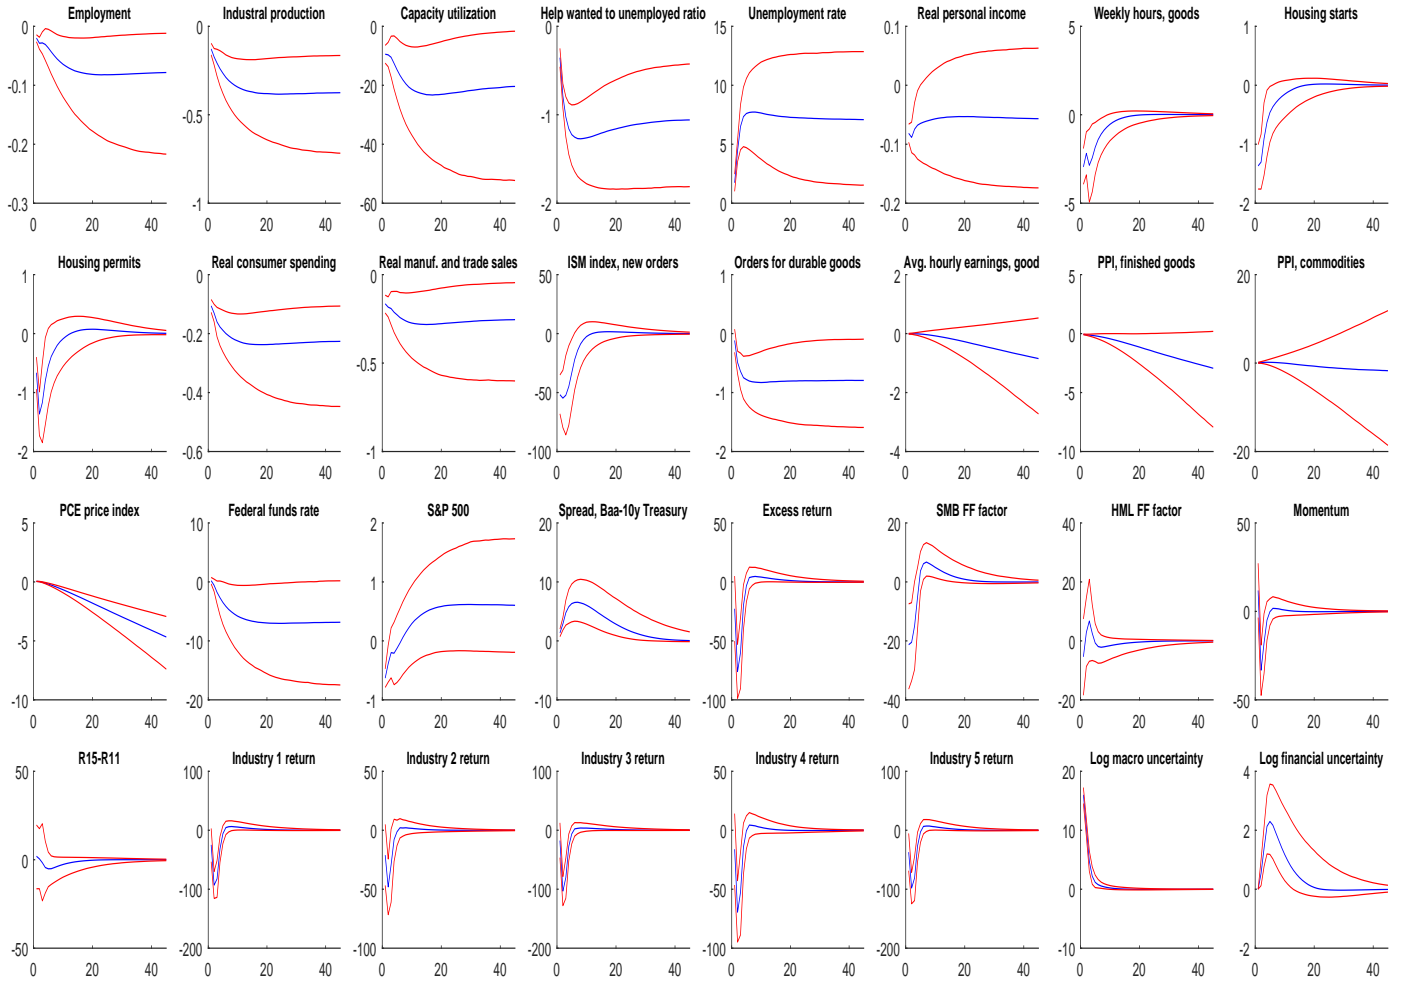 Employment
Industral production
Capacity utilization
Help wanted to unemployed ratio
Unemployment rate
Real personal income
Weekly hours, goods
Housing starts
0
-0.1
-0.2
-0.3
0 20 40
0
-0.5
-1
0 20 40
0
-20
-40
-60
0 20 40
0
-1
-2
0 20 40
15
10
5
0
0 20 40
0.1
0
-0.1
-0.2
0 20 40
5
0
-5
0 20 40
1
0
-1
-2
0 20 40
Housing permits
Real consumer spending
Real manuf. and trade sales
ISM index, new orders
Orders for durable goods
Avg. hourly earnings, good
PPI, finished goods
PPI, commodities
1
0
-1
-2
0 20 40
0
-0.2
-0.4
-0.6
0 20 40
0
-0.5
-1
0 20 40
50
0
-50
-100
0 20 40
1
0
-1
-2
0 20 40
2
0
-2
-4
0 20 40
5
0
-5
-10
0 20 40
20
0
-20
0 20 40
PCE price index
Federal funds rate
S&P 500
Spread, Baa-10y Treasury
Excess return
SMB FF factor
HML FF factor
Momentum
5
0
-5
-10
0 20 40
10
0
-10
-20
0 20 40
2
1
0
-1
0 20 40
20
10
0
-10
0 20 40
50
0
-50
-100
0 20 40
40
20
0
-20
-40
0 20 40
40
20
0
-20
0 20 40
50
0
-50
0 20 40
R15-R11
Industry 1 return
Industry 2 return
Industry 3 return
Industry 4 return
Industry 5 return
Log macro uncertainty
Log financial uncertainty
50
0
-50
0 20 40
100
0
-100
-200
0 20 40
50
0
-50
-100
0 20 40
100
0
-100
-200
0 20 40
50
0
-50
-100
0 20 40
100
0
-100
-200
0 20 40
20
10
0
-10
0 20 40
4
2
0
-2
0 20 40